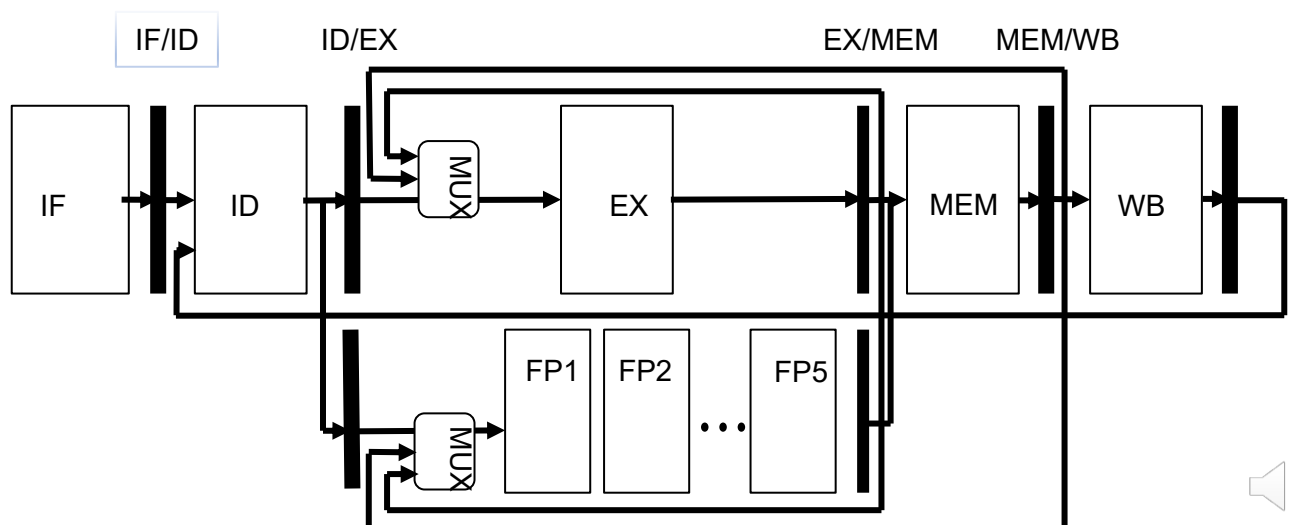 IF/ID
ID/EX
EX/MEM
MEM/WB
IF
ID
MUX
EX
MEM
WB
MUX
FP1
FP2
...
FP5